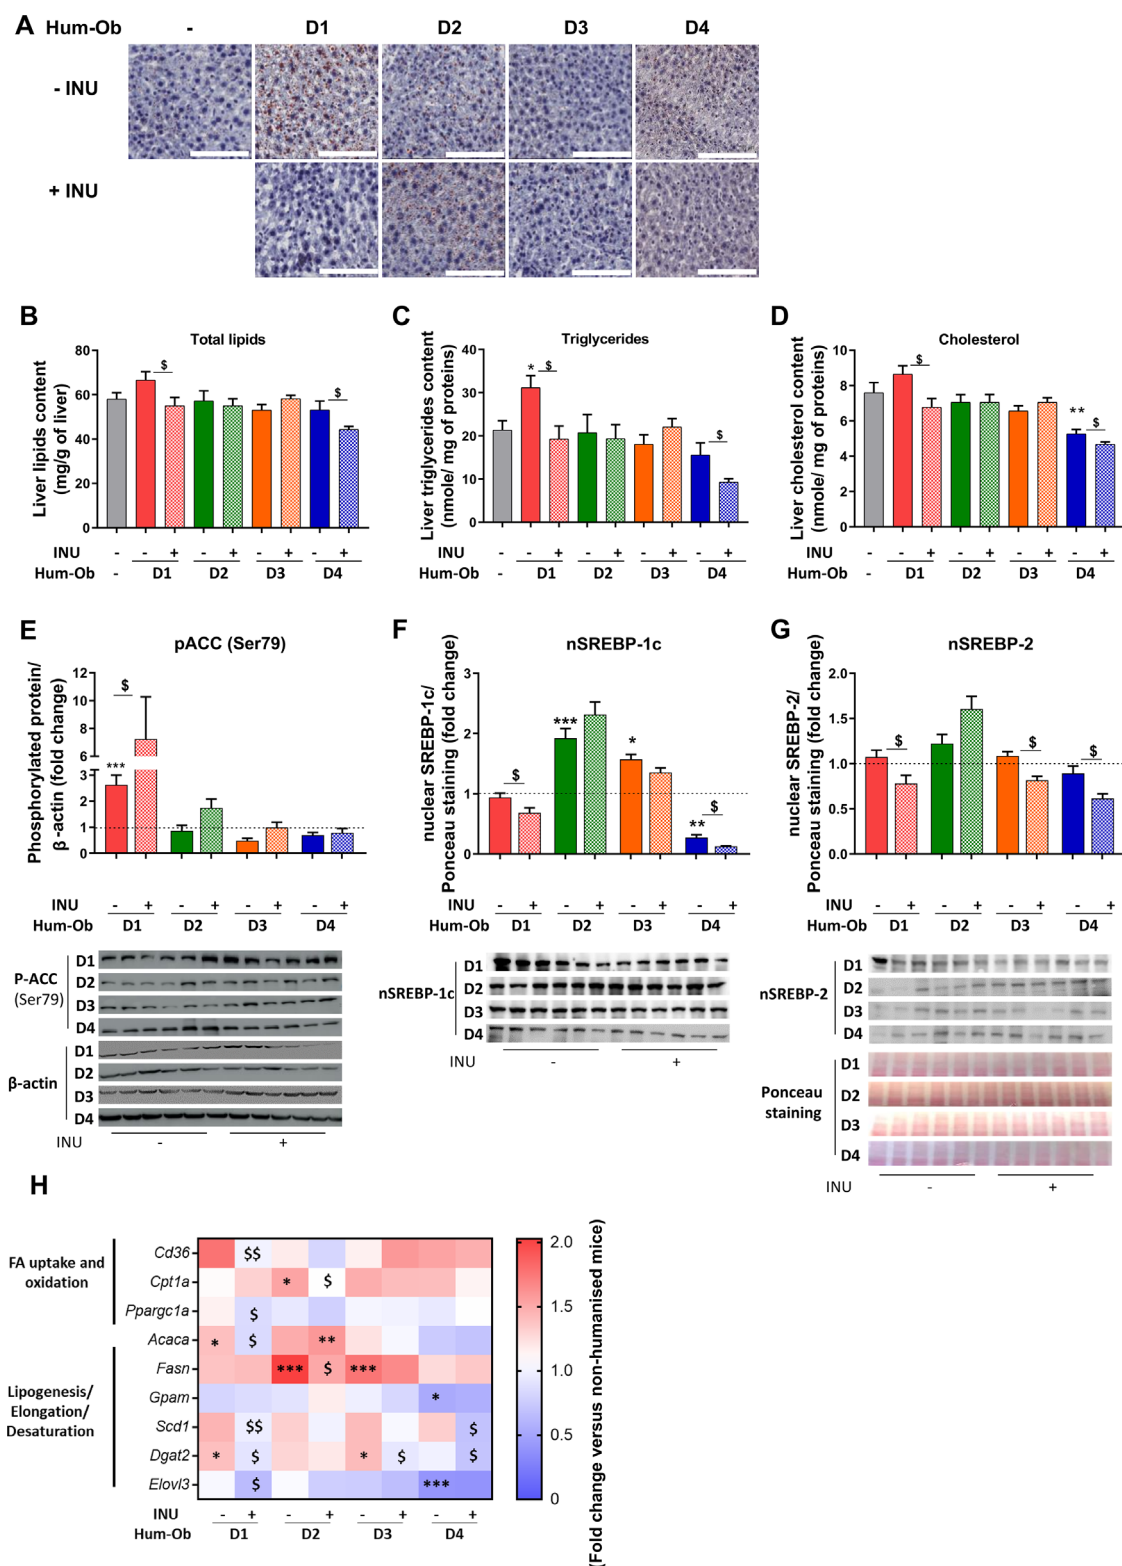 A Hum-Ob - D1 D2 D3 D4
- INU
+ INU
B
Total lipids
Liver lipids content
(mg/g of liver)
80
60
40
20
0
$ $
INU - - + - + - + - +
Hum-Ob - D1 D2 D3 D4
C
Triglycerides
Liver triglycerides content
(nmole/ mg of proteins)
40
30
20
10
0
* $ $
INU - - + - + - + - +
Hum-Ob - D1 D2 D3 D4
D
Cholesterol
Liver cholesterol content
(nmole/ mg of proteins)
8
6
4
2
0
$ ** $
INU - - + - + - + - +
Hum-Ob - D1 D2 D3 D4
E
pACC (Ser79)
Phosphorylated protein/
β-actin (fold change)
12
10
8
6
4
3
2
1
0
*** $
INU - + - + - + - +
Hum-Ob D1 D2 D3 D4
P-ACC
(Ser79)
D1
D2
D3
D4
β-actin
D1
D2
D3
D4
INU - +
F
nSREBP-1c
nuclear SREBP-1c/
Ponceau staining (fold change)
3
2
1
0
$ *** * ** $
INU - + - + - + - +
Hum-Ob D1 D2 D3 D4
nSREBP-1c
D1
D2
D3
D4
INU - +
G
nSREBP-2
nuclear SREBP-2/
Ponceau staining (fold change)
2.0
1.5
1.0
0.5
0.0
$ $ $
INU - + - + - + - +
Hum-Ob D1 D2 D3 D4
nSREBP-2
D1
D2
D3
D4
Ponceau
staining
D1
D2
D3
D4
INU - +
H
FA uptake and
oxidation
Lipogenesis/
Elongation/
Desaturation
Cd36 $$
Cpt1a * $
Ppargc1a $
Acaca * $ **
Fasn *** $ ***
Gpam *
Scd1 $$ $
Dgat2 * $ * $ $
Elovl3 $ ***
INU - + - + - + - +
Hum-Ob D1 D2 D3 D4
2.0
1.5
1.0
0.5
0
(Fold change versus non-humanised mice)